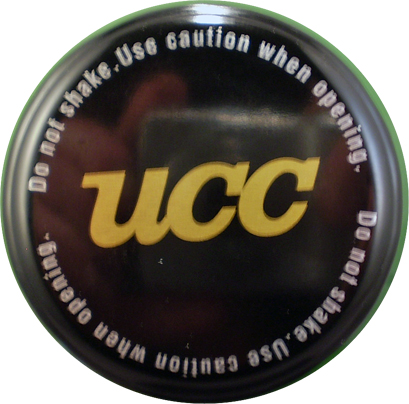 Do not shake.Use caution when opening.
ucc
Do not shake.Use caution when opening.